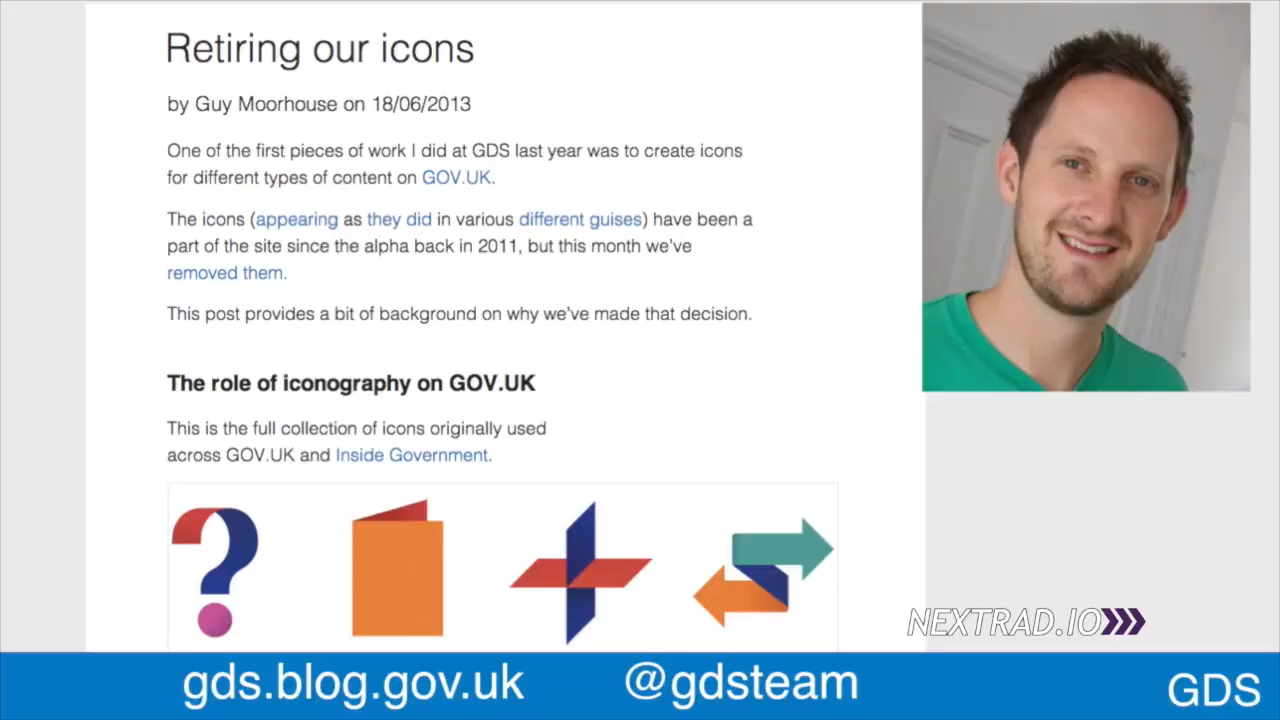 Retiring our icons
by Guy Moorhouse on 18/06/2013
One of the first pieces of work I did at GDS last year was to create icons
for different types of content on GOV.UK.
The icons (appearing as they did in various different guises) have been a
part of the site since the alpha back in 2011, but this month we've
removed them.
This post provides a bit of background on why we've made that decision.
The role of iconography on GOV.UK
This is the full collection of icons originally used
across GOV.UK and Inside Government.
NEXTRAD.IO
gds.blog.gov.uk @gdsteam GDS